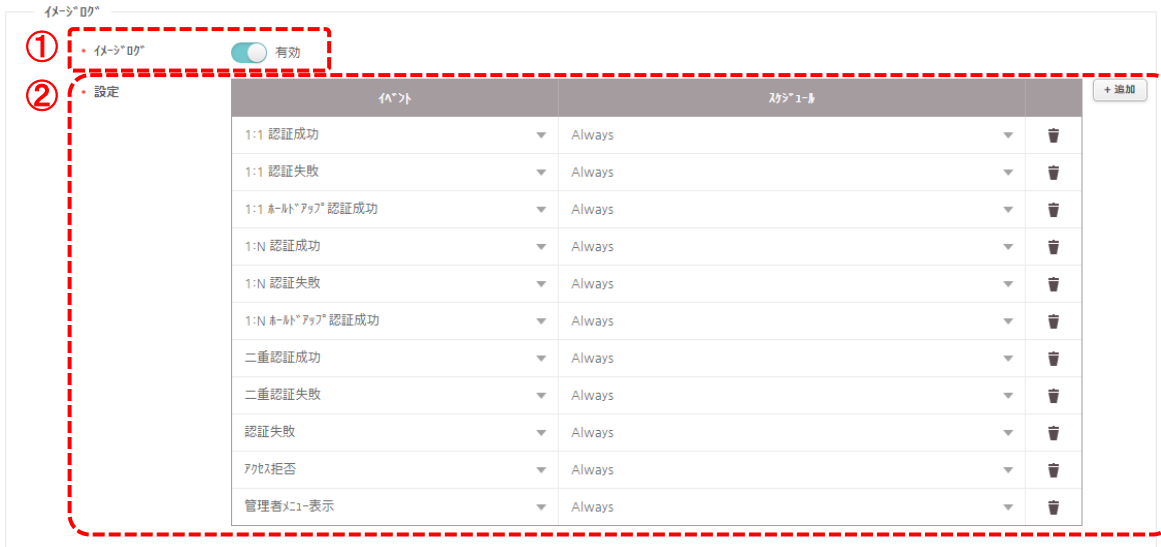 ｲﾒｰｼﾞﾛｸﾞ
① • ｲﾒｰｼﾞﾛｸﾞ 有効
② • 設定 ｲﾍﾞﾝﾄ ｽｹｼﾞｭｰﾙ + 追加
1:1 認証成功 Always
1:1 認証失敗 Always
1:1 ﾎｰﾙﾄﾞｱｯﾌﾟ認証成功 Always
1:N 認証成功 Always
1:N 認証失敗 Always
1:N ﾎｰﾙﾄﾞｱｯﾌﾟ認証成功 Always
二重認証成功 Always
二重認証失敗 Always
認証失敗 Always
ｱｸｾｽ拒否 Always
管理者ﾒﾆｭｰ表示 Always